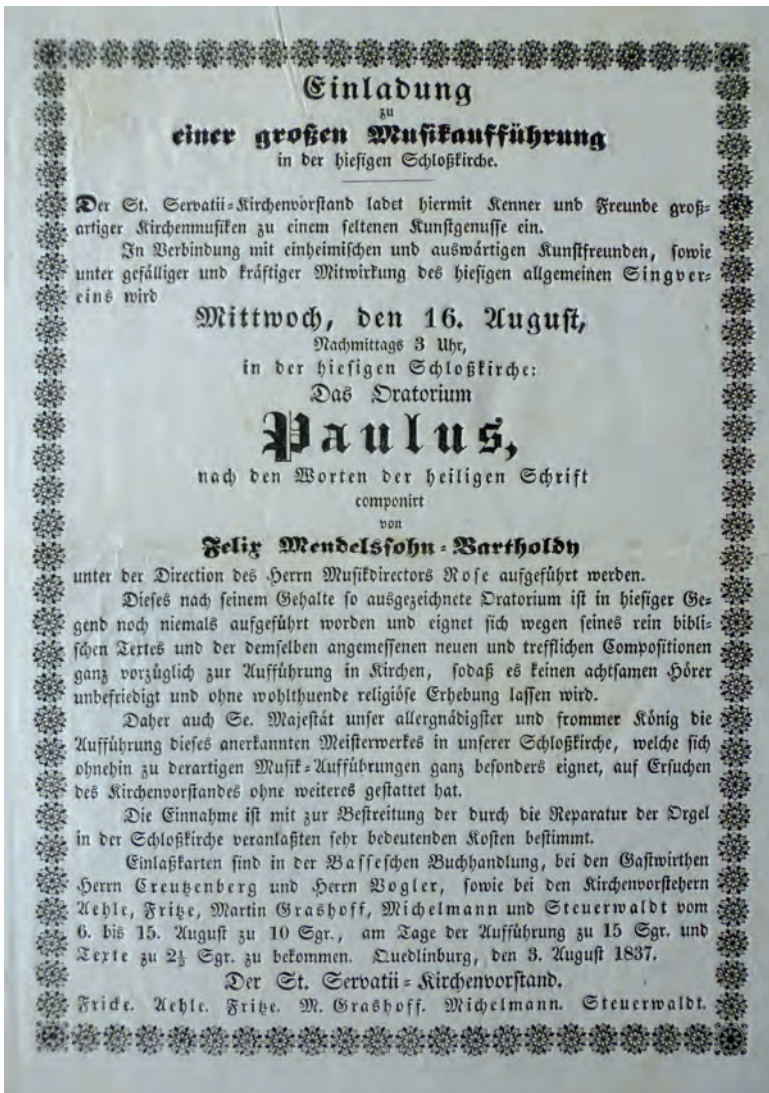 Einladung
zu
einer großen Musikaufführung
in der hiesigen Schloßkirche.
Der St. Servatii-Kirchenvorstand ladet hiermit Kenner und Freunde groß-
artiger Kirchenmusiken zu einem seltenen Kunstgenusse ein.
In Verbindung mit einheimischen und auswärtigen Kunstfreunden, sowie
unter gefälliger und kräftiger Mitwirkung des hiesigen allgemeinen Singver-
eins wird
Mittwoch, den 16. August,
Nachmittags 3 Uhr,
in der hiesigen Schloßkirche:
Das Oratorium
Paulus,
nach den Worten der heiligen Schrift
componirt
von
Felix Mendelssohn-Bartholdy
unter der Direction des Herrn Musikdirectors Rose aufgeführt werden.
Dieses nach seinem Gehalte so ausgezeichnete Oratorium ist in hiesiger Ge-
gend noch niemals aufgeführt worden und eignet sich wegen seines rein bibli-
schen Textes und der demselben angemessenen neuen und trefflichen Compositionen
ganz vorzüglich zur Aufführung in Kirchen, sodaß es keinen achtsamen Hörer
unbefriedigt und ohne wohlthuende religiöse Erhebung lassen wird.
Daher auch Se. Majestät unser allergnädigster und frommer König die
Aufführung dieses anerkannten Meisterwerkes in unserer Schloßkirche, welche sich
ohnehin zu derartigen Musik-Aufführungen ganz besonders eignet, auf Ersuchen
des Kirchenvorstandes ohne weiteres gestattet hat.
Die Einnahme ist mit zur Bestreitung der durch die Reparatur der Orgel
in der Schloßkirche veranlaßten sehr bedeutenden Kosten bestimmt.
Einlaßkarten sind in der Basseschen Buchhandlung, bei den Gastwirthen
Herrn Creutzenberg und Herrn Vogler, sowie bei den Kirchenvorstehern
Aehle, Fritze, Martin Grashoff, Michelmann und Steuerwaldt vom
6. bis 15. August zu 10 Sgr., am Tage der Aufführung zu 15 Sgr. und
Texte zu 2½ Sgr. zu bekommen. Quedlinburg, den 3. August 1837.
Der St. Servatii-Kirchenvorstand.
Fricke. Aehle. Fritze. M. Grashoff. Michelmann. Steuerwaldt.